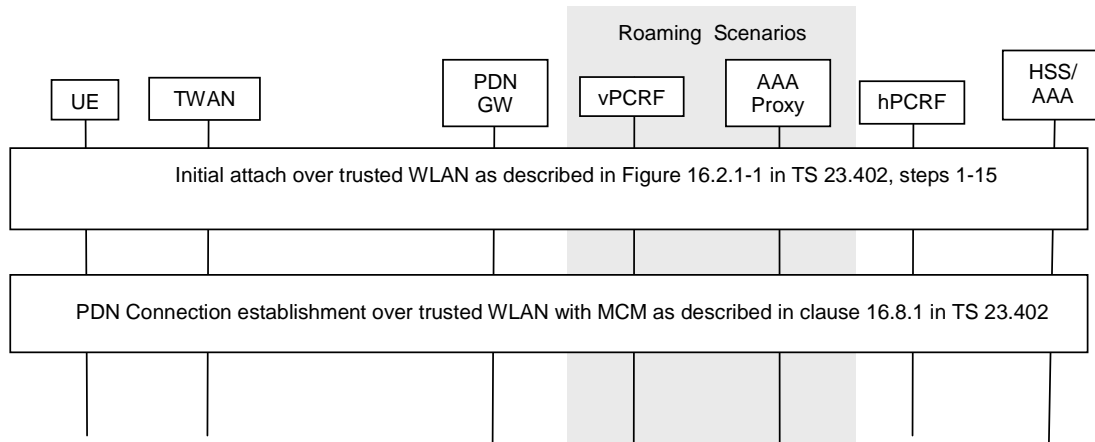 Roaming Scenarios
UE
TWAN
PDN
GW
vPCRF
AAA
Proxy
hPCRF
HSS/
AAA
Initial attach over trusted WLAN as described in Figure 16.2.1-1 in TS 23.402, steps 1-15
PDN Connection establishment over trusted WLAN with MCM as described in clause 16.8.1 in TS 23.402